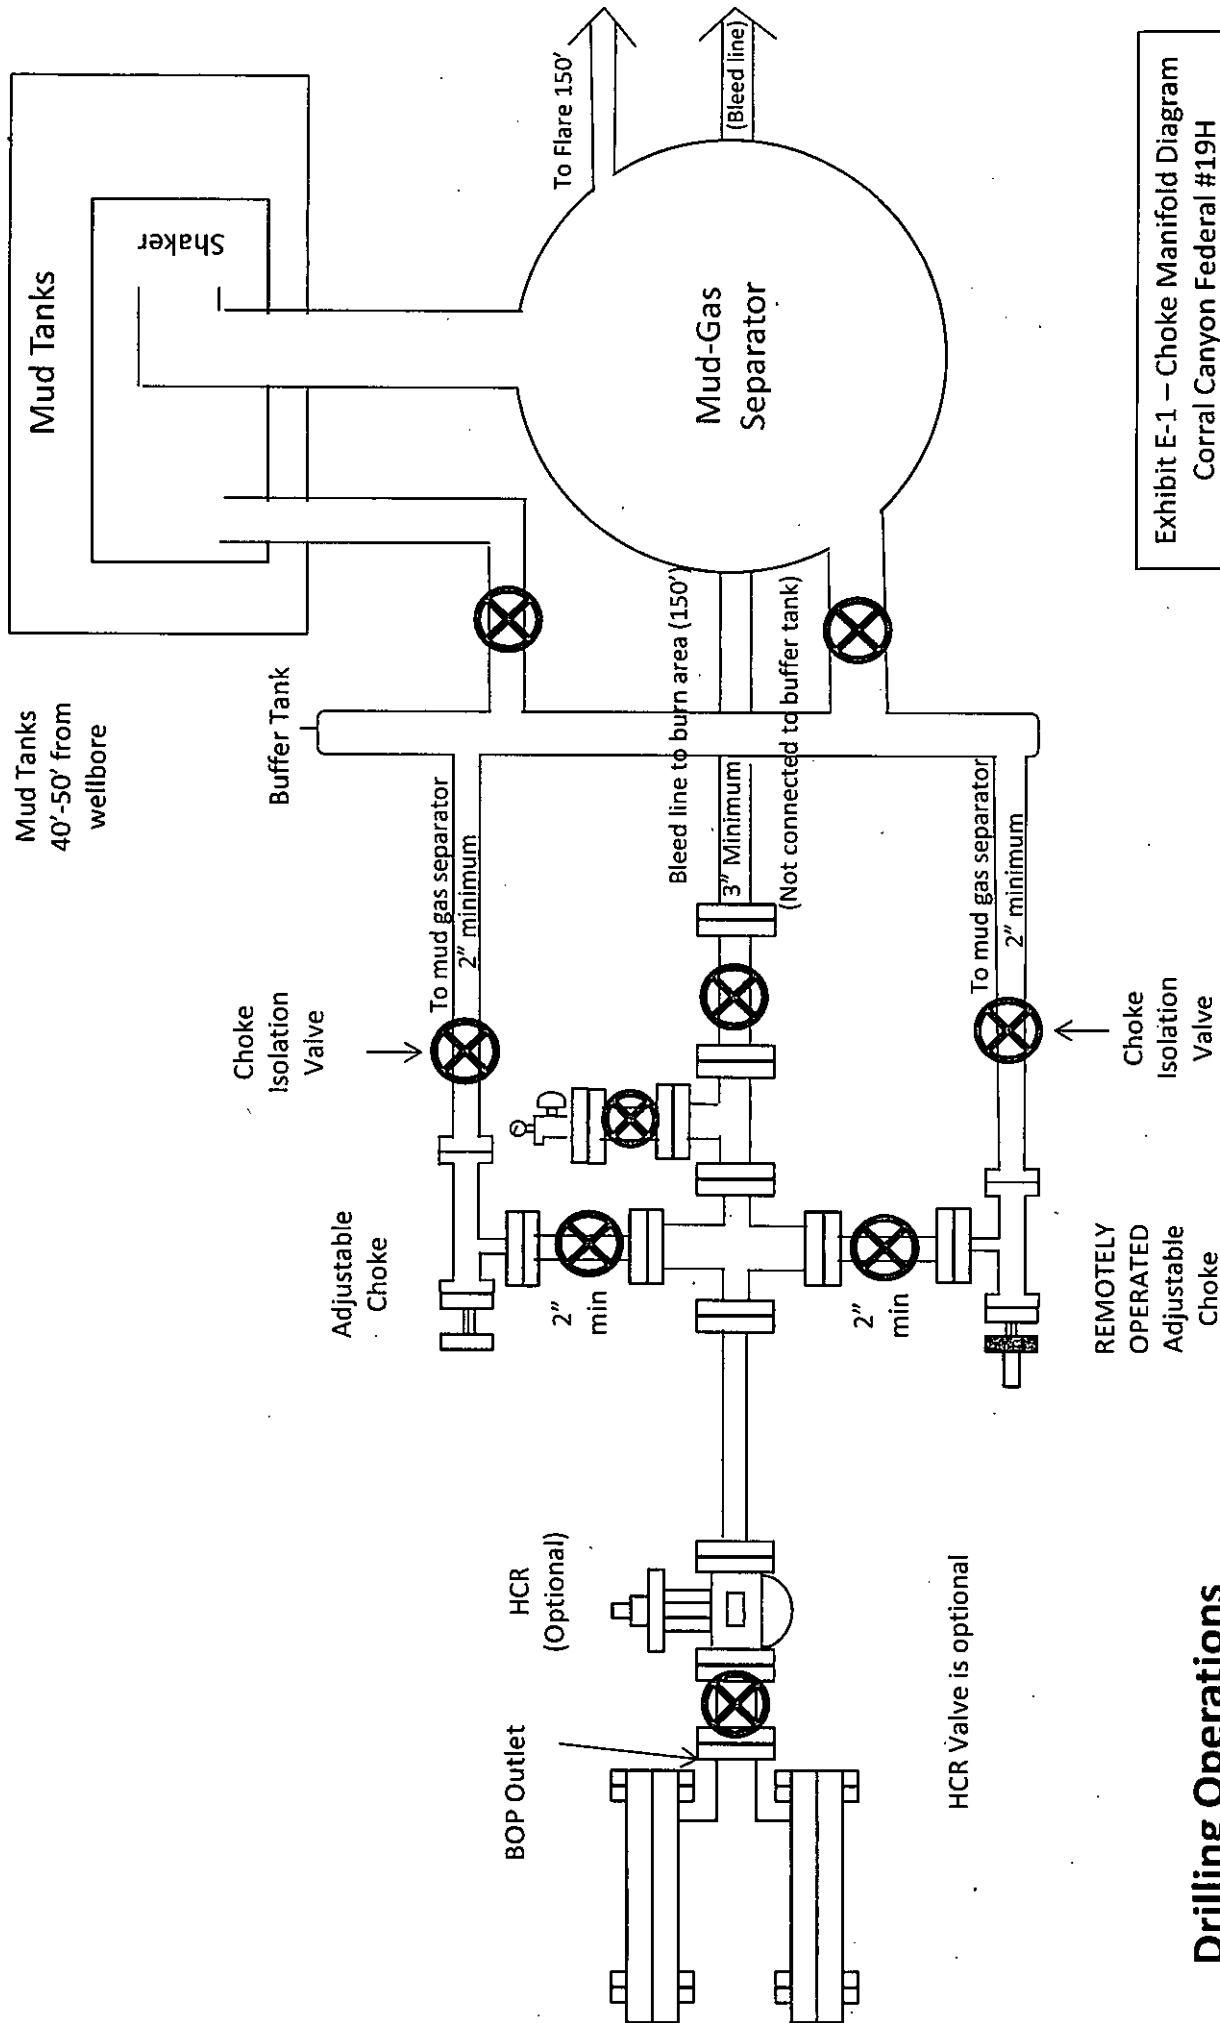 Mud Tanks
40'-50' from
wellbore
Mud Tanks
Shaker
Buffer Tank
To Flare 150'
(Bleed line)
Mud-Gas
Separator
Choke
Isolation
Valve
To mud gas separator
2" minimum
Adjustable
Choke
Bleed line to burn area (150')
3" Minimum
(Not connected to buffer tank)
2"
min
2"
min
HCR
(Optional)
BOP Outlet
HCR Valve is optional
To mud gas separator
2" minimum
Choke
Isolation
Valve
REMOTELY
OPERATED
Adjustable
Choke
Drilling Operations
Exhibit E-1 – Choke Manifold Diagram
Corral Canyon Federal #19H